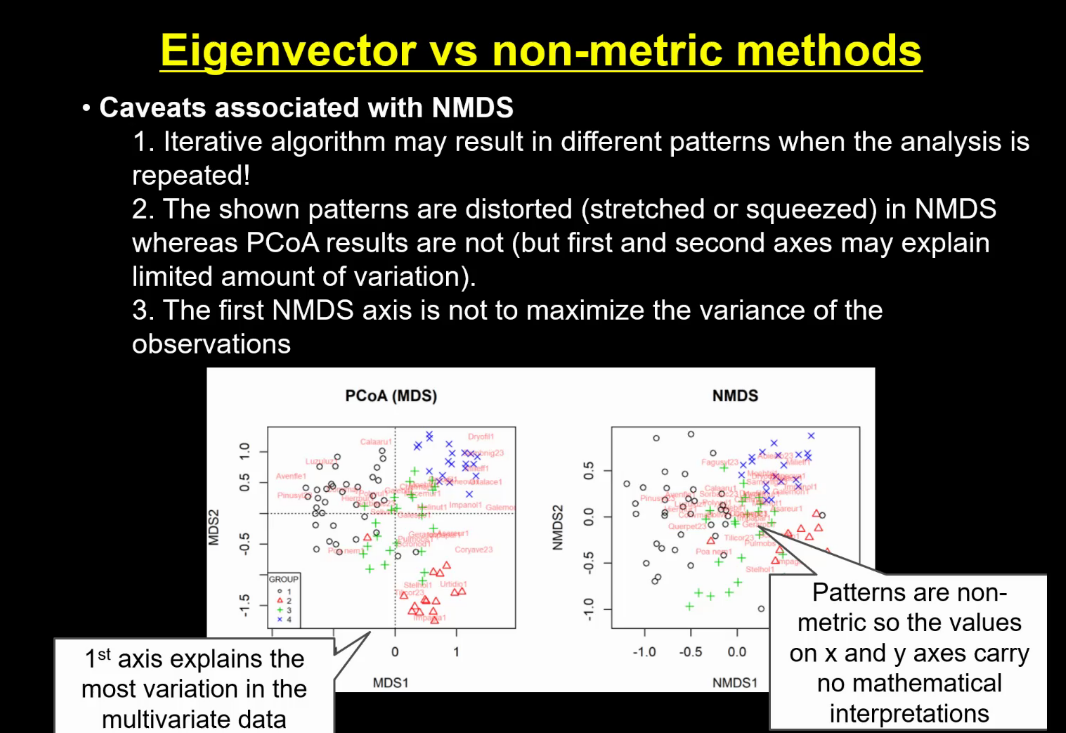 Eigenvector vs non-metric methods
• Caveats associated with NMDS
1. Iterative algorithm may result in different patterns when the analysis is
repeated!
2. The shown patterns are distorted (stretched or squeezed) in NMDS
whereas PCoA results are not (but first and second axes may explain
limited amount of variation).
3. The first NMDS axis is not to maximize the variance of the
observations
PCoA (MDS)
MDS2
1.0
0.5
-0.5
-1.5
Calaaru1
Dryofil1
Luzulu
Avenfle1
Pinusy
Impanol1
Galemo
Coryave23
Stelhol1
Urtidio1
GROUP
1
2
3
4
0
1
MDS1
NMDS
NMDS2
0.5
0.0
-0.5
-1.0
Fagusyl23
Calaaru1
Pinusy
Querpet23
Tilicor23
Poa nem1
Pulmobs
Stelhol1
-1.0
-0.5
0.0
NMDS1
1st axis explains the
most variation in the
multivariate data
Patterns are non-
metric so the values
on x and y axes carry
no mathematical
interpretations